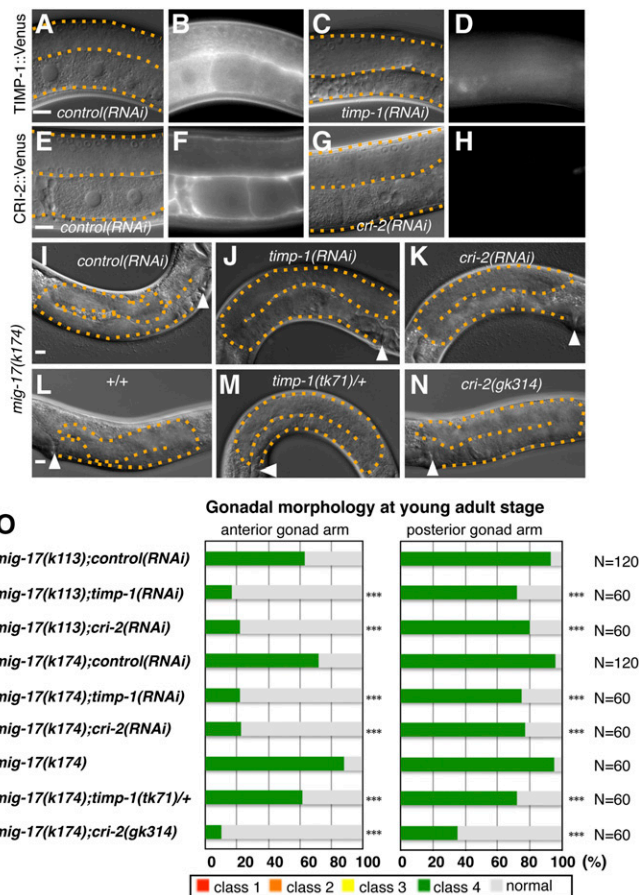 A
B
C
D
TIMP-1::Venus
control(RNAi)
timp-1(RNAi)
E
F
G
H
CRI-2::Venus
control(RNAi)
cri-2(RNAi)
I
control(RNAi)
J
timp-1(RNAi)
K
cri-2(RNAi)
mig-17(k174)
L
+/+
M
timp-1(tk71)/+
N
cri-2(gk314)
O
Gonadal morphology at young adult stage
anterior gonad arm
posterior gonad arm
mig-17(k113);control(RNAi) N=120
mig-17(k113);timp-1(RNAi) *** *** N=60
mig-17(k113);cri-2(RNAi) *** *** N=60
mig-17(k174);control(RNAi) N=120
mig-17(k174);timp-1(RNAi) *** *** N=60
mig-17(k174);cri-2(RNAi) *** *** N=60
mig-17(k174) N=60
mig-17(k174);timp-1(tk71)/+ *** *** N=60
mig-17(k174);cri-2(gk314) *** *** N=60
0 20 40 60 80 100 0 20 40 60 80 100 (%)
class 1 class 2 class 3 class 4 normal